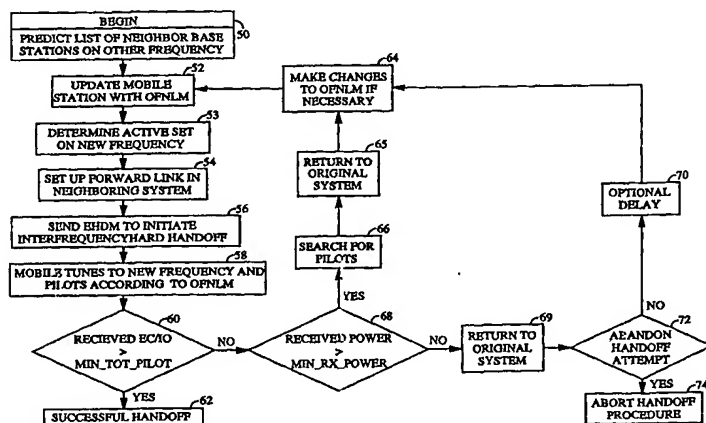 BEGIN
50
PREDICT LIST OF NEIGHBOR BASE
STATIONS ON OTHER FREQUENCY
52
UPDATE MOBILE
STATION WITH OFNLM
53
DETERMINE ACTIVE SET
ON NEW FREQUENCY
54
SET UP FORWARD LINK IN
NEIGHBORING SYSTEM
56
SEND EHDM TO INITIATE
INTERFREQUENCYHARD HANDOFF
58
MOBILE TUNES TO NEW FREQUENCY AND
PILOTS ACCORDING TO OFNLM
60
RECIEVED EC/IO
>
MIN_TOT_PILOT
NO
YES
62
SUCCESSFUL HANDOFF
64
MAKE CHANGES
TO OFNLM IF
NECESSARY
65
RETURN TO
ORIGINAL
SYSTEM
66
SEARCH FOR
PILOTS
YES
68
RECEIVED POWER
>
MIN_RX_POWER
NO
69
RETURN TO
ORIGINAL
SYSTEM
70
OPTIONAL
DELAY
NO
72
ABANDON
HANDOFF
ATTEMPT
YES
74
ABORT HANDOFF
PROCEDURE